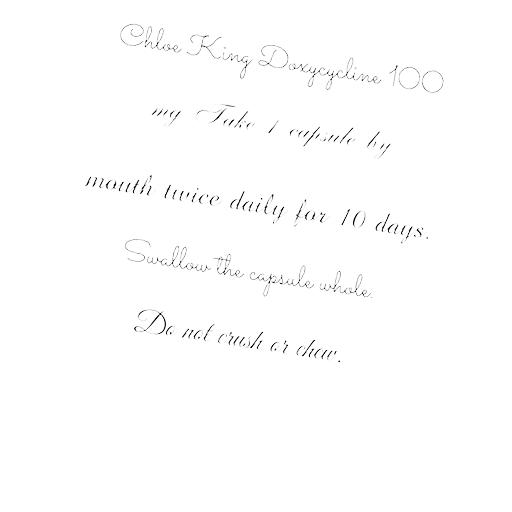 Chloe King Doxycycline 100
my Take 1 capsule by
mouth twice daily for 10 days.
Swallow the capsule whole.
Do not crush or chew.